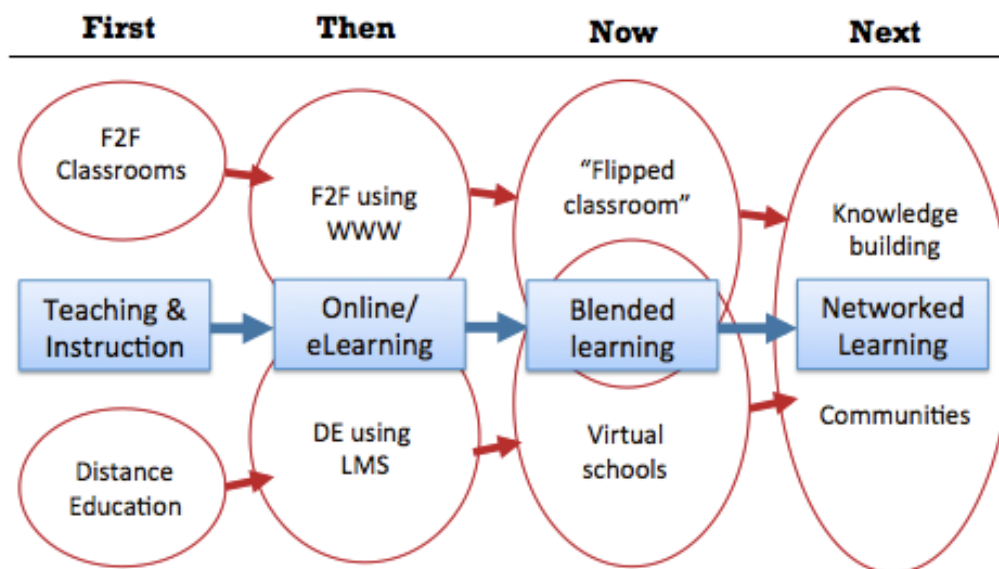 First
Then
Now
Next
F2F
Classrooms
F2F using
WWW
“Flipped
classroom”
Knowledge
building
Teaching &
Instruction
Online/
eLearning
Blended
learning
Networked
Learning
Distance
Education
DE using
LMS
Virtual
schools
Communities